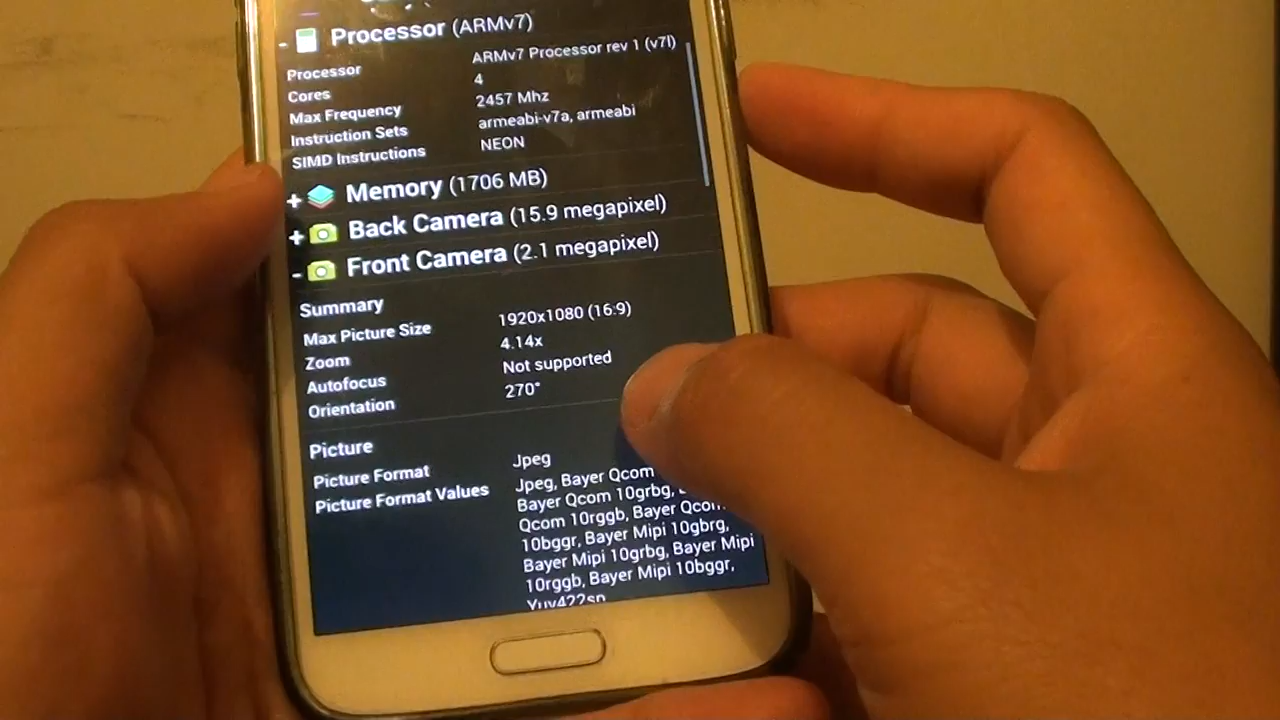 - Processor (ARMv7)
Processor ARMv7 Processor rev 1 (v7l)
Cores 4
Max Frequency 2457 Mhz
Instruction Sets armeabi-v7a, armeabi
SIMD Instructions NEON
+ Memory (1706 MB)
+ Back Camera (15.9 megapixel)
- Front Camera (2.1 megapixel)
Summary
Max Picture Size 1920x1080 (16:9)
Zoom 4.14x
Autofocus Not supported
Orientation 270°
Picture
Picture Format Jpeg
Picture Format Values Jpeg, Bayer Qcom
Bayer Qcom 10grbg,
Qcom 10rggb, Bayer Qcom
10bggr, Bayer Mipi 10gbrg,
Bayer Mipi 10grbg, Bayer Mipi
10rggb, Bayer Mipi 10bggr,
Yuv422sp